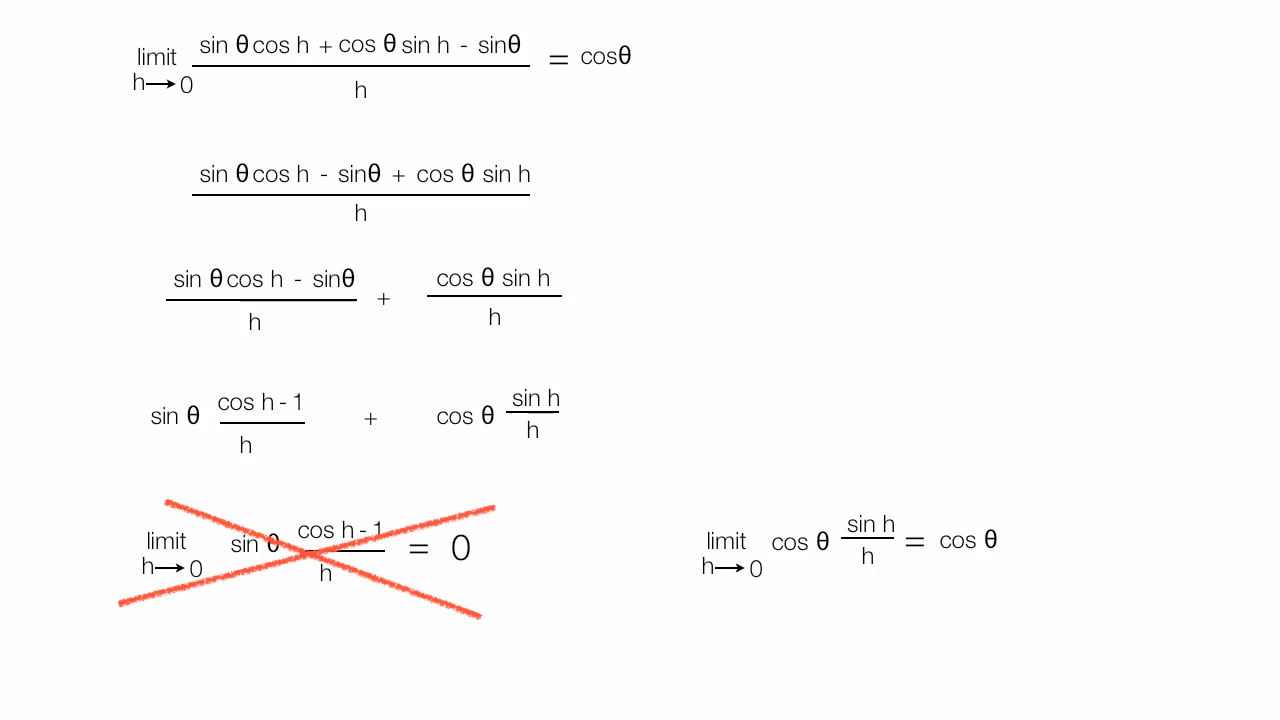 limit h→0 sin θ cos h + cos θ sin h - sinθ / h = cosθ
sin θ cos h - sinθ + cos θ sin h / h
sin θ cos h - sinθ / h + cos θ sin h / h
sin θ cos h - 1 / h + cos θ sin h / h
limit h→0 sin θ cos h - 1 / h = 0
limit h→0 cos θ sin h / h = cos θ